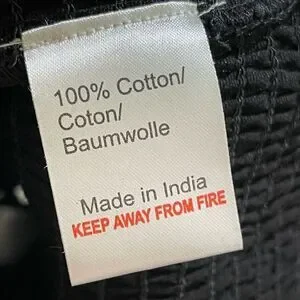 100% Cotton/
Coton/
Baumwolle
Made in India
KEEP AWAY FROM FIRE